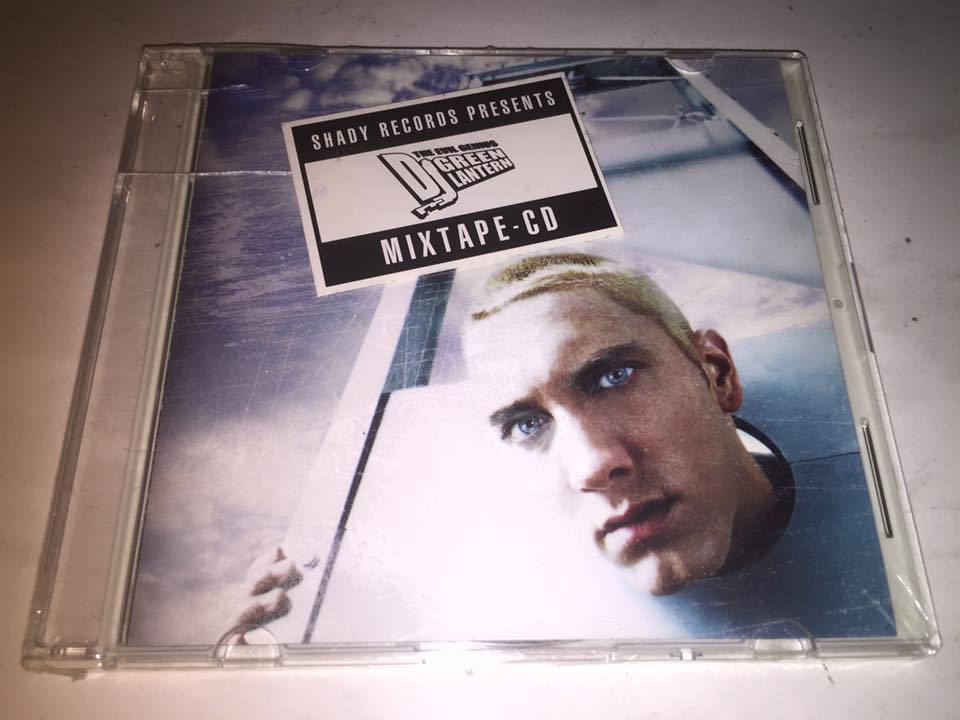 SHADY RECORDS PRESENTS
THE EVIL GENIUS
DJ GREEN
LANTERN
MIXTAPE-CD